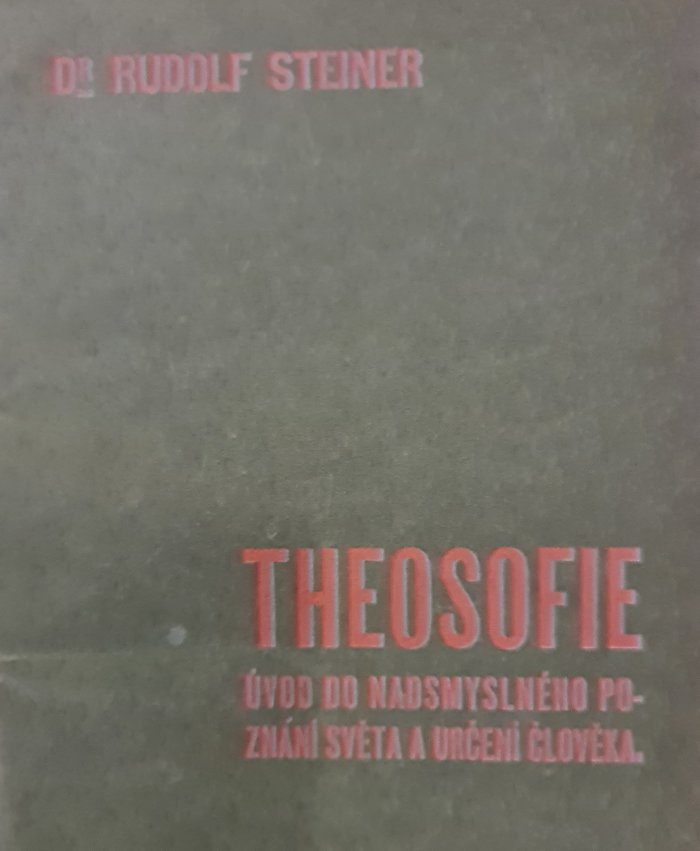 DR RUDOLF STEINER
THEOSOFIE
ÚVOD DO NADSMYSLNÉHO PO-
ZNÁNÍ SVĚTA A URČENÍ ČLOVĚKA.